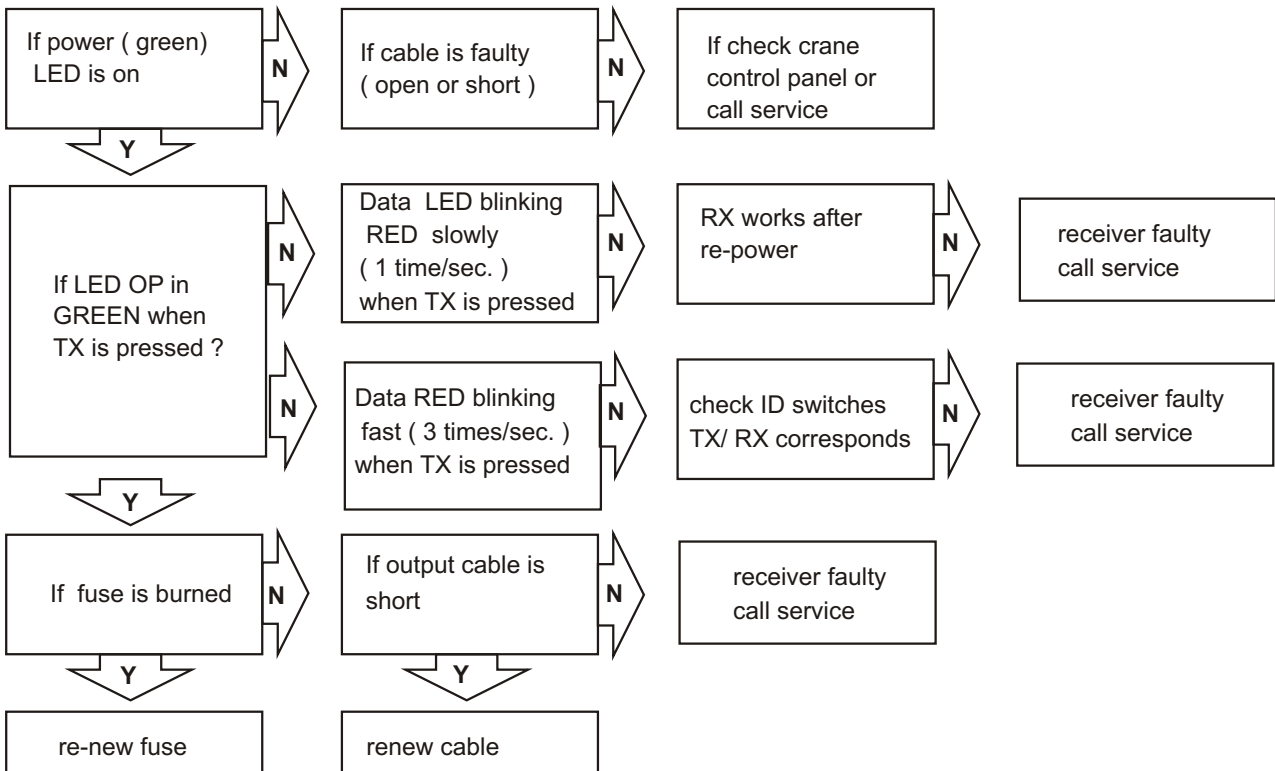 If power ( green)
LED is on
N
If cable is faulty
( open or short )
N
If check crane
control panel or
call service
Y
If LED OP in
GREEN when
TX is pressed ?
N
Data LED blinking
RED slowly
( 1 time/sec. )
when TX is pressed
N
RX works after
re-power
N
receiver faulty
call service
N
Data RED blinking
fast ( 3 times/sec. )
when TX is pressed
N
check ID switches
TX/ RX corresponds
N
receiver faulty
call service
Y
If fuse is burned
N
If output cable is
short
N
receiver faulty
call service
Y
Y
re-new fuse
renew cable